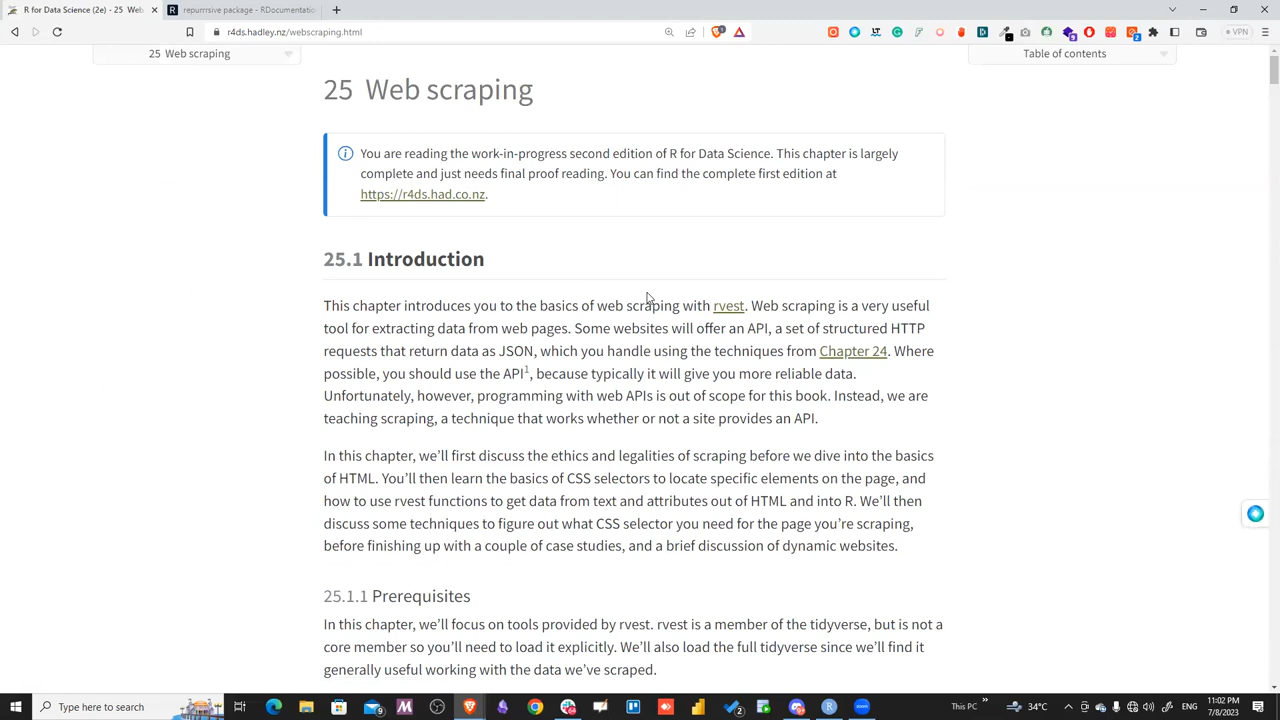 R for Data Science (2e) - 25 Web
repurrrsive package - RDocumentation
r4ds.hadley.nz/webscraping.html
VPN
25 Web scraping
Table of contents
25 Web scraping
You are reading the work-in-progress second edition of R for Data Science. This chapter is largely
complete and just needs final proof reading. You can find the complete first edition at
https://r4ds.had.co.nz.
25.1 Introduction
This chapter introduces you to the basics of web scraping with rvest. Web scraping is a very useful
tool for extracting data from web pages. Some websites will offer an API, a set of structured HTTP
requests that return data as JSON, which you handle using the techniques from Chapter 24. Where
possible, you should use the API1, because typically it will give you more reliable data.
Unfortunately, however, programming with web APIs is out of scope for this book. Instead, we are
teaching scraping, a technique that works whether or not a site provides an API.
In this chapter, we’ll first discuss the ethics and legalities of scraping before we dive into the basics
of HTML. You’ll then learn the basics of CSS selectors to locate specific elements on the page, and
how to use rvest functions to get data from text and attributes out of HTML and into R. We’ll then
discuss some techniques to figure out what CSS selector you need for the page you’re scraping,
before finishing up with a couple of case studies, and a brief discussion of dynamic websites.
25.1.1 Prerequisites
In this chapter, we’ll focus on tools provided by rvest. rvest is a member of the tidyverse, but is not a
core member so you’ll need to load it explicitly. We’ll also load the full tidyverse since we’ll find it
generally useful working with the data we’ve scraped.
Type here to search
This PC
34°C
ENG
11:02 PM
7/8/2023